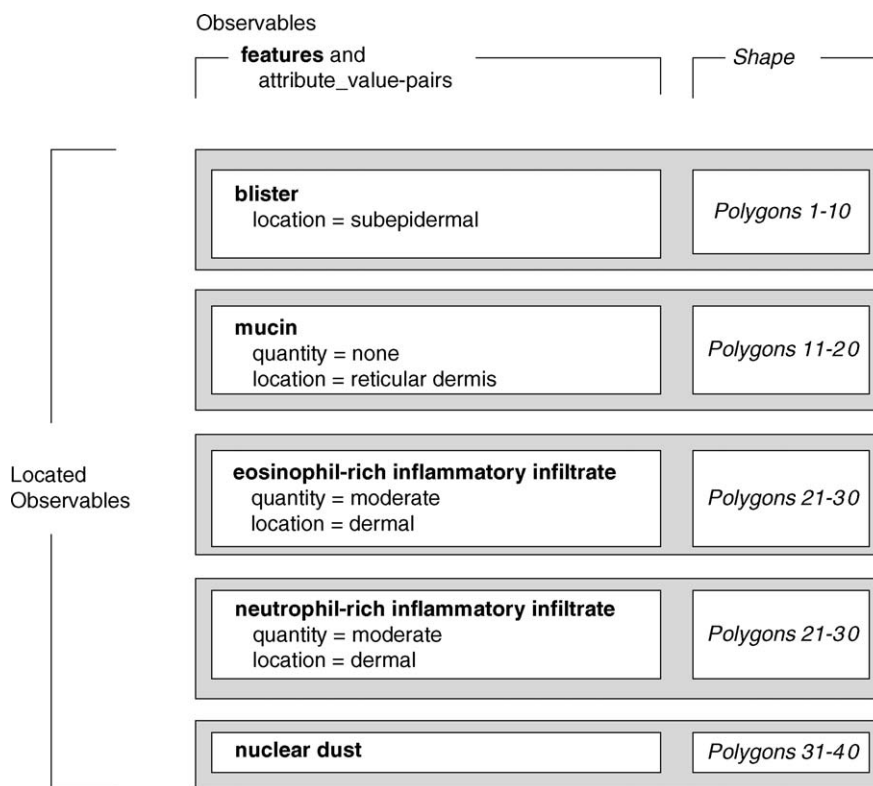 Observables
features and
attribute_value-pairs
Shape
blister
location = subepidermal
Polygons 1-10
mucin
quantity = none
location = reticular dermis
Polygons 11-20
Located
Observables
eosinophil-rich inflammatory infiltrate
quantity = moderate
location = dermal
Polygons 21-30
neutrophil-rich inflammatory infiltrate
quantity = moderate
location = dermal
Polygons 21-30
nuclear dust
Polygons 31-40